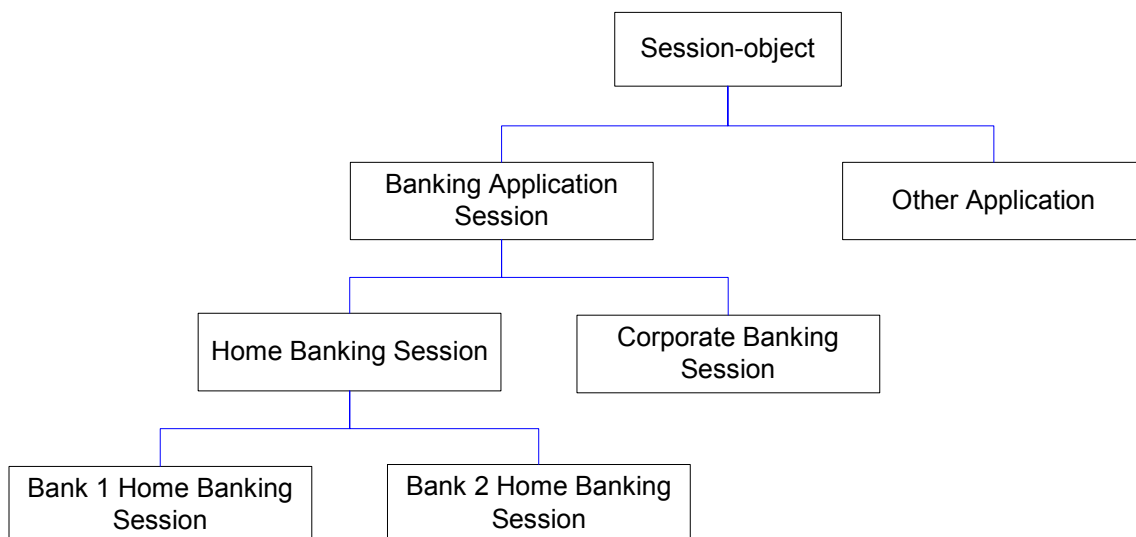 Session-object
Banking Application
Session
Other Application
Home Banking Session
Corporate Banking
Session
Bank 1 Home Banking
Session
Bank 2 Home Banking
Session